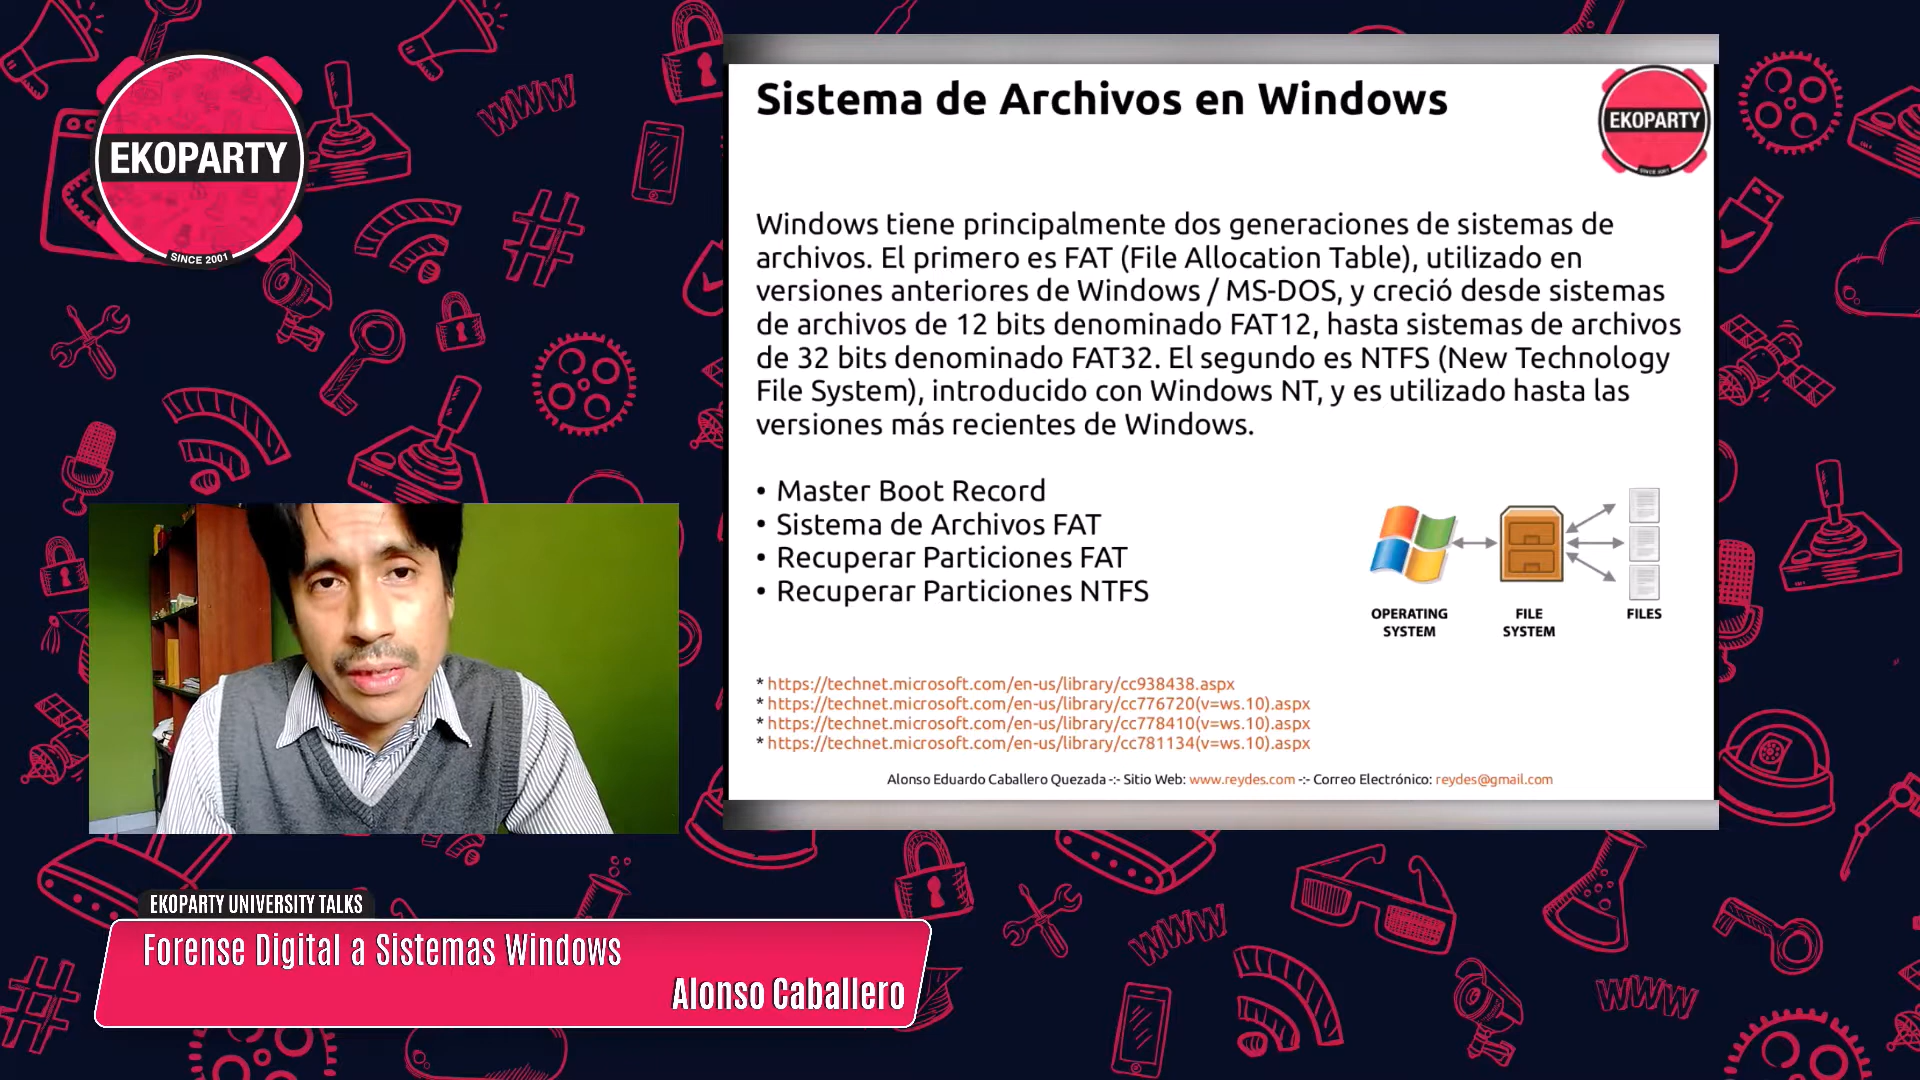 EKOPARTY
SINCE 2001
WWW
Sistema de Archivos en Windows
EKOPARTY
SINCE 2001
Windows tiene principalmente dos generaciones de sistemas de
archivos. El primero es FAT (File Allocation Table), utilizado en
versiones anteriores de Windows / MS-DOS, y creció desde sistemas
de archivos de 12 bits denominado FAT12, hasta sistemas de archivos
de 32 bits denominado FAT32. El segundo es NTFS (New Technology
File System), introducido con Windows NT, y es utilizado hasta las
versiones más recientes de Windows.
• Master Boot Record
• Sistema de Archivos FAT
• Recuperar Particiones FAT
• Recuperar Particiones NTFS
OPERATING
SYSTEM
FILE
SYSTEM
FILES
* https://technet.microsoft.com/en-us/library/cc938438.aspx
* https://technet.microsoft.com/en-us/library/cc776720(v=ws.10).aspx
* https://technet.microsoft.com/en-us/library/cc778410(v=ws.10).aspx
* https://technet.microsoft.com/en-us/library/cc781134(v=ws.10).aspx
Alonso Eduardo Caballero Quezada -:- Sitio Web: www.reydes.com -:- Correo Electrónico: reydes@gmail.com
EKOPARTY UNIVERSITY TALKS
Forense Digital a Sistemas Windows
Alonso Caballero
WWW
WWW